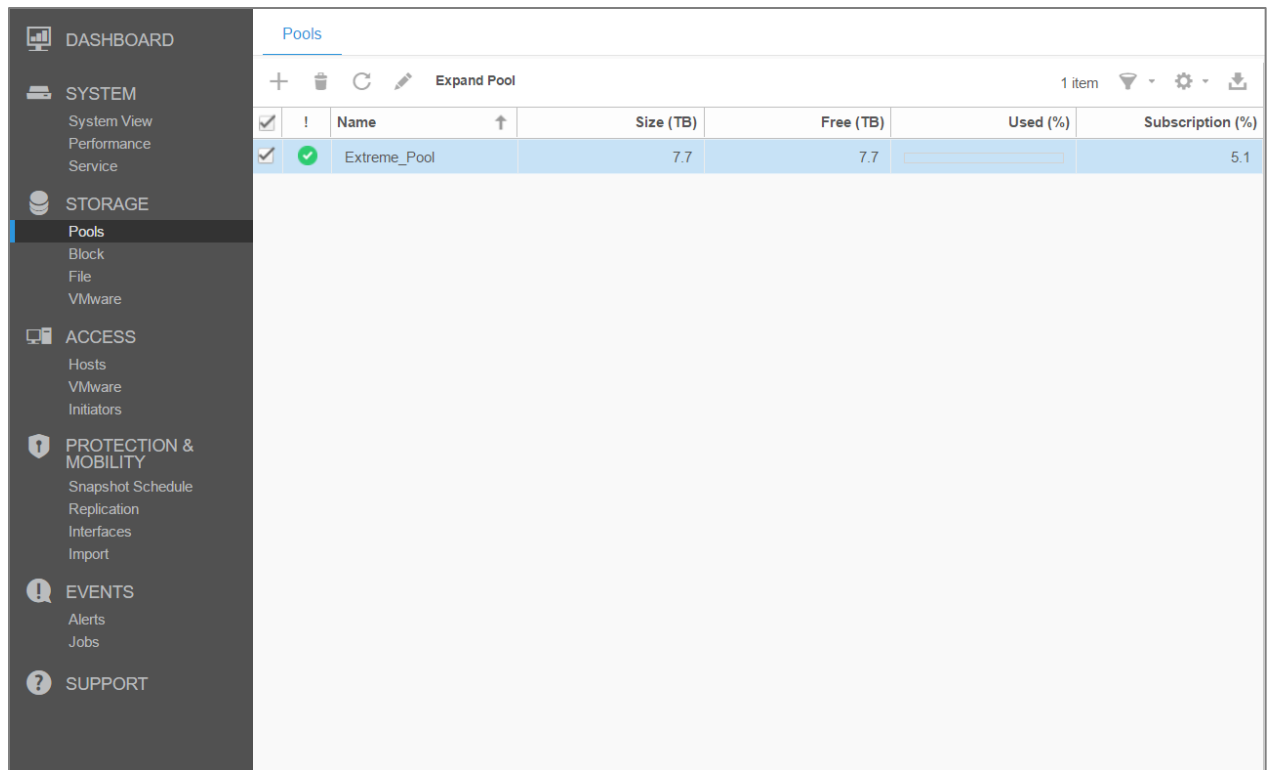 DASHBOARD
SYSTEM
System View
Performance
Service
STORAGE
Pools
Block
File
VMware
ACCESS
Hosts
VMware
Initiators
PROTECTION &
MOBILITY
Snapshot Schedule
Replication
Interfaces
Import
EVENTS
Alerts
Jobs
SUPPORT
Pools
Expand Pool 1 item
! Name Size (TB) Free (TB) Used (%) Subscription (%)
Extreme_Pool 7.7 7.7 5.1